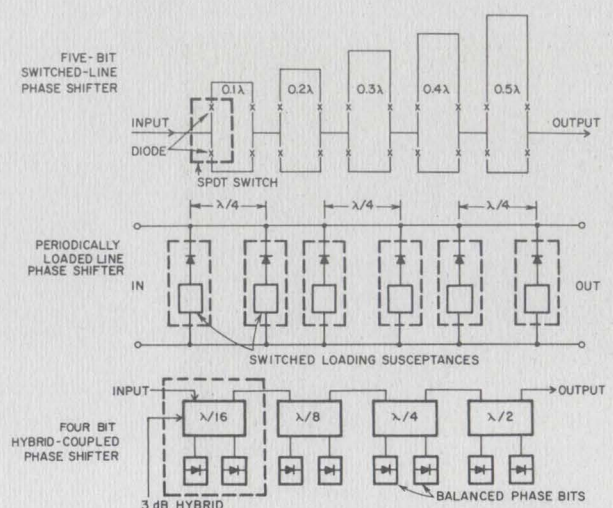 FIVE-BIT
SWITCHED-LINE
PHASE SHIFTER
0.1λ
0.2λ
0.3λ
0.4λ
0.5λ
INPUT
OUTPUT
DIODE
SPDT SWITCH
λ/4
λ/4
λ/4
PERIODICALLY
LOADED LINE
PHASE SHIFTER
IN
OUT
SWITCHED LOADING SUSCEPTANCES
INPUT
OUTPUT
λ/16
λ/8
λ/4
λ/2
FOUR BIT
HYBRID-COUPLED
PHASE SHIFTER
3 dB HYBRID
BALANCED PHASE BITS